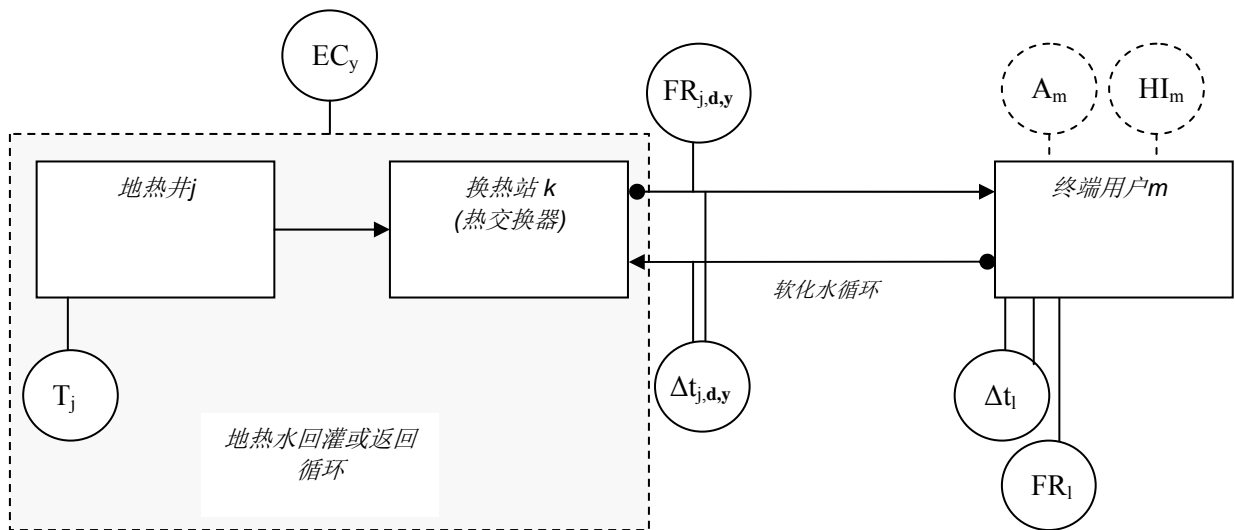 ECy
FRj,d,y
Am
HIm
地热井j
换热站 k
(热交换器)
终端用户m
软化水循环
Tj
Δtj,d,y
Δtl
地热水回灌或返回
循环
FRl